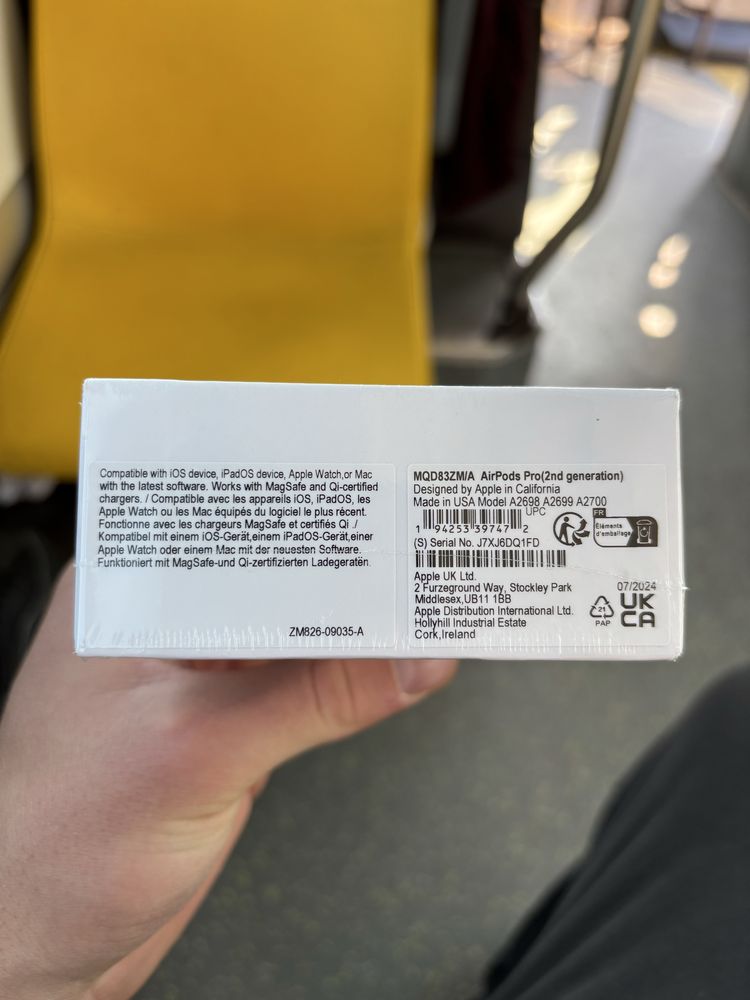 Compatible with iOS device, iPadOS device, Apple Watch,or Mac
with the latest software. Works with MagSafe and Qi-certified
chargers. / Compatible avec les appareils iOS, iPadOS, les
Apple Watch ou les Mac équipés du logiciel le plus récent.
Fonctionne avec les chargeurs MagSafe et certifiés Qi ./
Kompatibel mit einem iOS-Gerät,einem iPadOS-Gerät,einer
Apple Watch oder einem Mac mit der neusten Software.
Funktioniert mit MagSafe-und Qi-zertifizierten Ladegeratën.
ZM826-09035-A
MQD83ZM/A AirPods Pro(2nd generation)
Designed by Apple in California
Made in USA Model A2698 A2699 A2700
UPC
1 94253 39747 2
FR
Éléments
d'emballage
(S) Serial No. J7XJ6DQ1FD
Apple UK Ltd.
2 Furzeground Way, Stockley Park
Middlesex,UB11 1BB
Apple Distribution International Ltd.
Hollyhill Industrial Estate
Cork,Ireland
07/2024
21
PAP
UK
CA